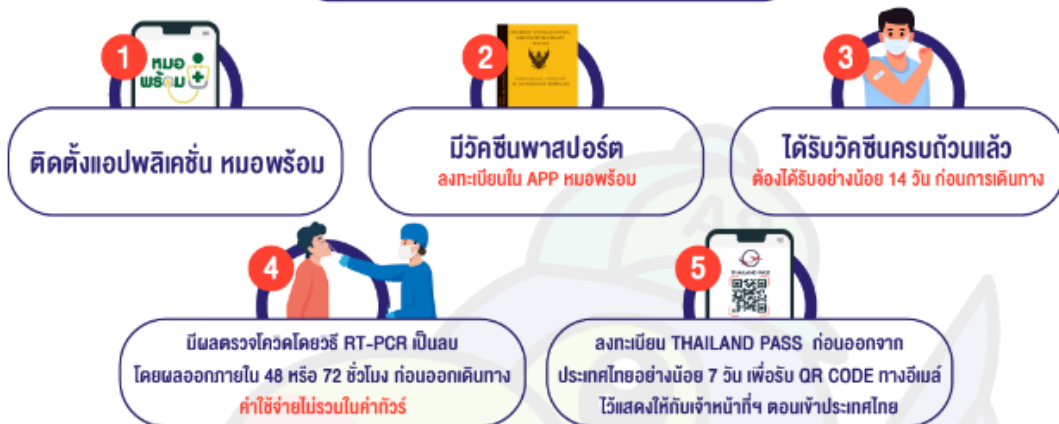 1
หมอ
พร้อม
ติดตั้งแอปพลิเคชั่น หมอพร้อม
2
มีวัคซีนพาสปอร์ต
ลงทะเบียนใน APP หมอพร้อม
3
ได้รับวัคซีนครบถ้วนแล้ว
ต้องได้รับอย่างน้อย 14 วัน ก่อนการเดินทาง
4
มีผลตรวจโควิดโดยวิธี RT-PCR เป็นลบ
โดยผลออกภายใน 48 หรือ 72 ชั่วโมง ก่อนออกเดินทาง
ค่าใช้จ่ายไม่รวมในค่าทัวร์
5
THAILAND PASS
ลงทะเบียน THAILAND PASS ก่อนออกจาก
ประเทศไทยอย่างน้อย 7 วัน เพื่อรับ QR CODE ทางอีเมล์
ไว้แสดงให้กับเจ้าหน้าที่ฯ ตอนเข้าประเทศไทย